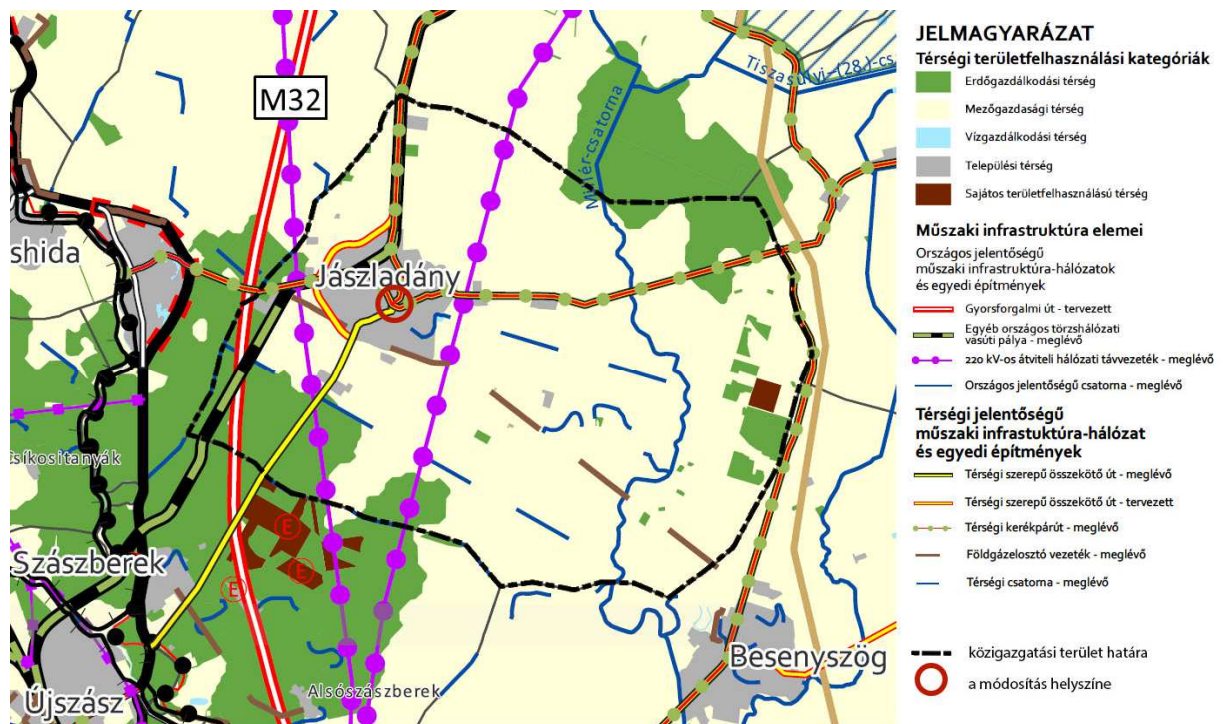 M32
Tiszasülyi-(28.)-cs
Millér-csatorna
shida
Jászladány
síkositanyák
Szászberek
E
E
E
Besenyszög
Alsószászberek
Újszász
JELMAGYARÁZAT
Térségi területfelhasználási kategóriák
Erdőgazdálkodási térség
Mezőgazdasági térség
Vízgazdálkodási térség
Települési térség
Sajátos területfelhasználású térség
Műszaki infrastruktúra elemei
Országos jelentőségű
műszaki infrastruktúra-hálózatok
és egyedi építmények
Gyorsforgalmi út - tervezett
Egyéb országos törzshálózati
vasúti pálya - meglévő
220 kV-os átviteli hálózati távvezeték - meglévő
Országos jelentőségű csatorna - meglévő
Térségi jelentőségű
műszaki infrastuktúra-hálózat
és egyedi építmények
Térségi szerepű összekötő út - meglévő
Térségi szerepű összekötő út - tervezett
Térségi kerékpárút - meglévő
Földgázelosztó vezeték - meglévő
Térségi csatorna - meglévő
közigazgatási terület határa
a módosítás helyszíne